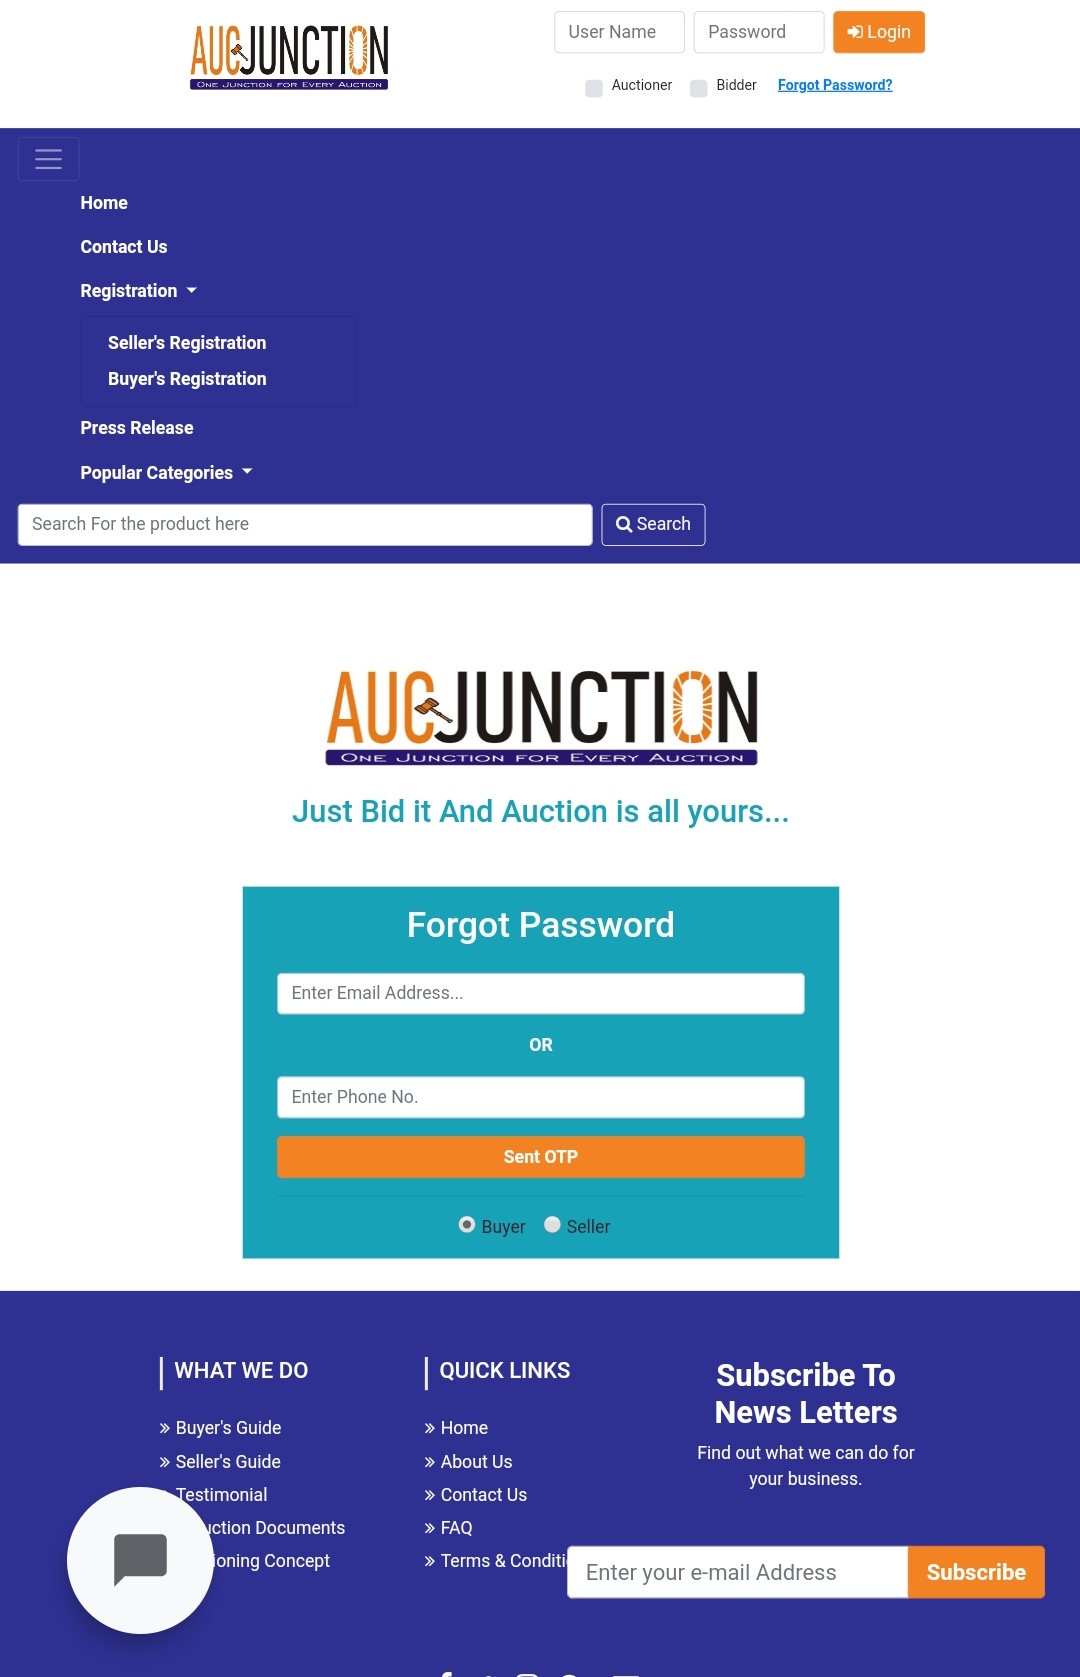 AUCJUNCTION
ONE JUNCTION FOR EVERY AUCTION
User Name
Password
Login
Auctioner
Bidder
Forgot Password?
Home
Contact Us
Registration
Seller's Registration
Buyer's Registration
Press Release
Popular Categories
Search For the product here
Search
AUCJUNCTION
ONE JUNCTION FOR EVERY AUCTION
Just Bid it And Auction is all yours...
Forgot Password
Enter Email Address...
OR
Enter Phone No.
Sent OTP
Buyer
Seller
WHAT WE DO
» Buyer's Guide
» Seller's Guide
Testimonial
uction Documents
ioning Concept
QUICK LINKS
» Home
» About Us
» Contact Us
» FAQ
» Terms & Conditi
Subscribe To
News Letters
Find out what we can do for
your business.
Enter your e-mail Address
Subscribe